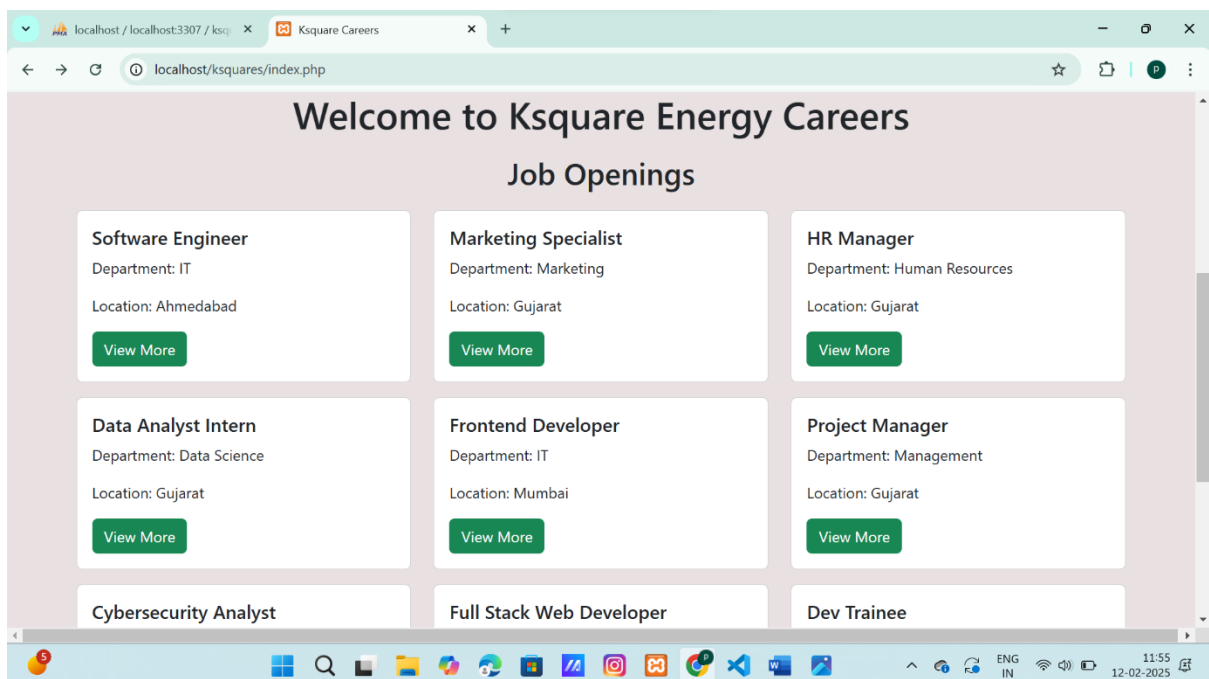 localhost / localhost:3307 / ksq
Ksquare Careers
localhost/ksquares/index.php
P
Welcome to Ksquare Energy Careers
Job Openings
Software Engineer
Department: IT
Location: Ahmedabad
View More
Marketing Specialist
Department: Marketing
Location: Gujarat
View More
HR Manager
Department: Human Resources
Location: Gujarat
View More
Data Analyst Intern
Department: Data Science
Location: Gujarat
View More
Frontend Developer
Department: IT
Location: Mumbai
View More
Project Manager
Department: Management
Location: Gujarat
View More
Cybersecurity Analyst
Full Stack Web Developer
Dev Trainee
5
ENG
IN
11:55
12-02-2025